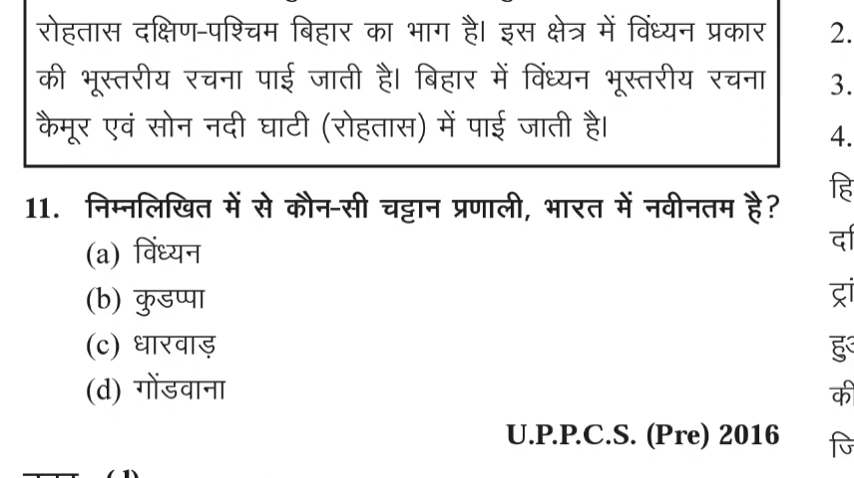 रोहतास दक्षिण-पश्चिम बिहार का भाग है। इस क्षेत्र में विंध्यन प्रकार
की भूस्तरीय रचना पाई जाती है। बिहार में विंध्यन भूस्तरीय रचना
कैमूर एवं सोन नदी घाटी (रोहतास) में पाई जाती है।
11. निम्नलिखित में से कौन-सी चट्टान प्रणाली, भारत में नवीनतम है?
(a) विंध्यन
(b) कुडप्पा
(c) धारवाड़
(d) गोंडवाना
U.P.P.C.S. (Pre) 2016
2.
3.
4.